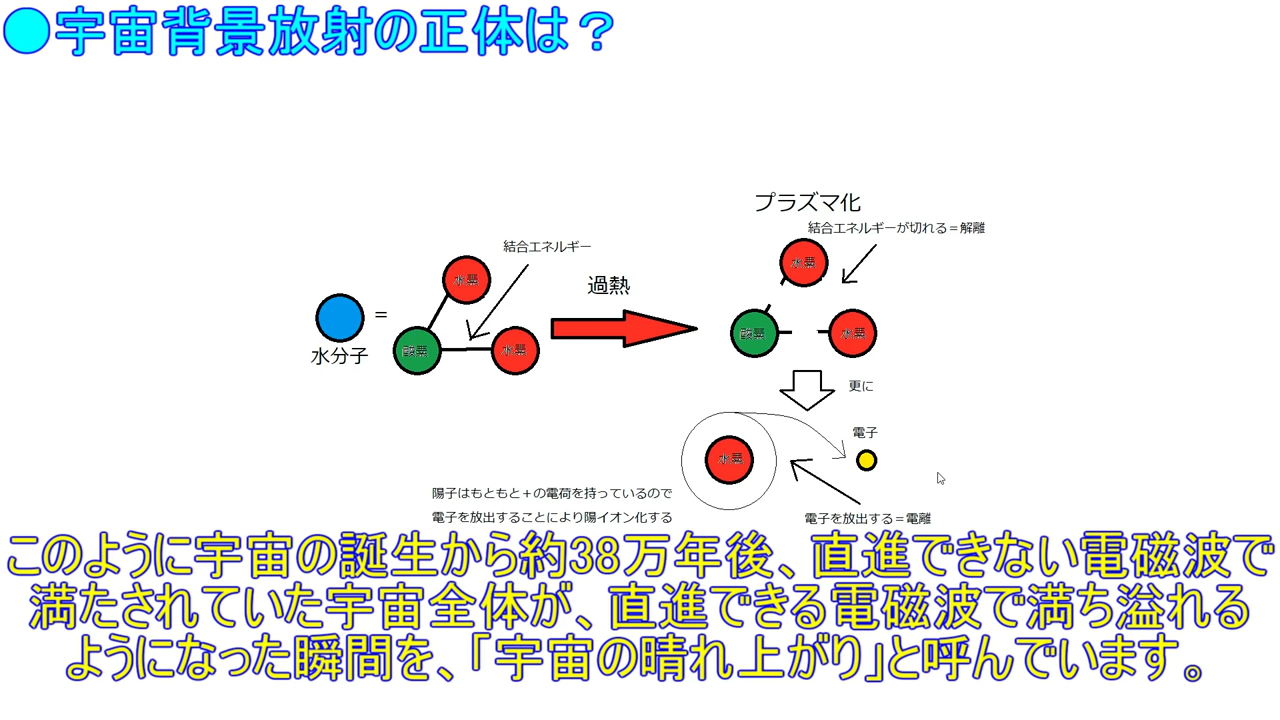 ●宇宙背景放射の正体は？
プラズマ化
結合エネルギーが切れる＝解離
結合エネルギー
水素
水素
過熱
＝
水分子
酸素
水素
酸素
水素
更に
電子
水素
陽子はもともと＋の電荷を持っているので
電子を放出することにより陽イオン化する
電子を放出する＝電離
このように宇宙の誕生から約38万年後、直進できない電磁波で
満たされていた宇宙全体が、直進できる電磁波で満ち溢れる
ようになった瞬間を、「宇宙の晴れ上がり」と呼んでいます。